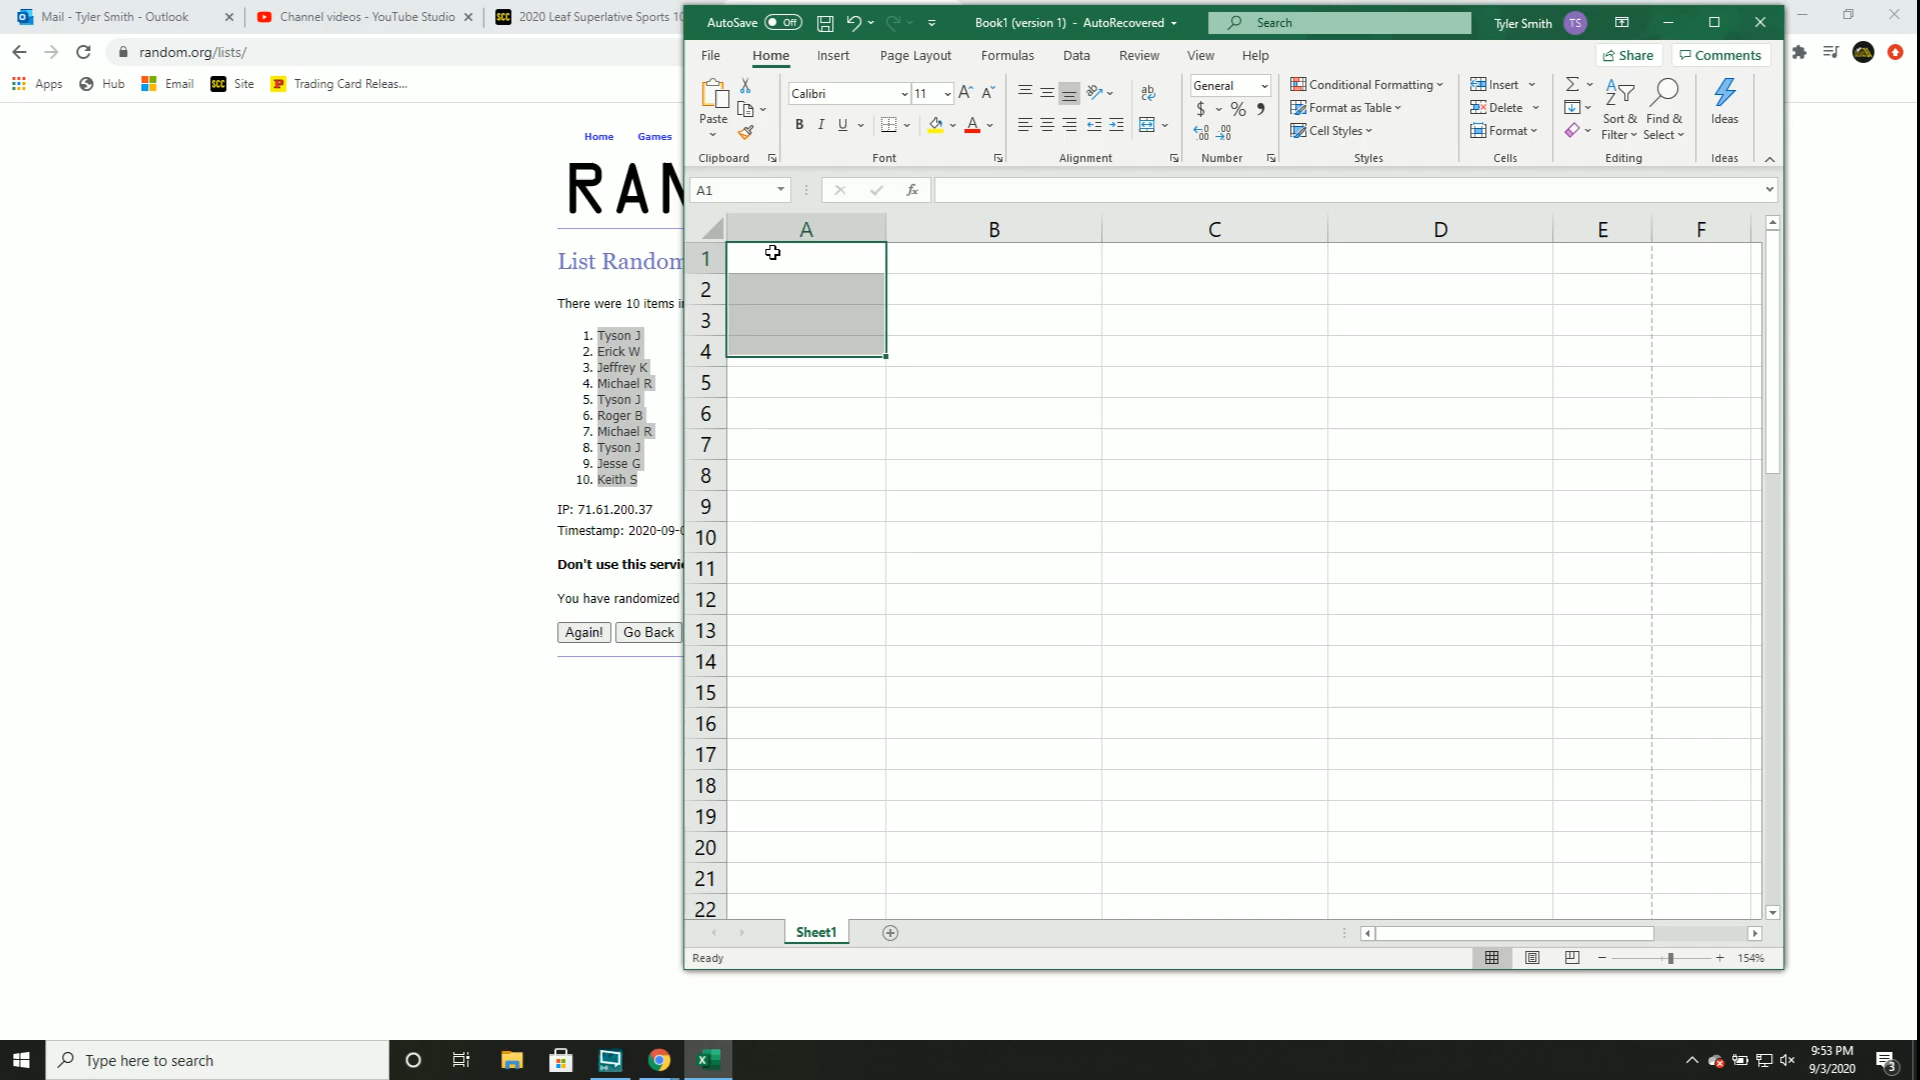 Mail - Tyler Smith - Outlook
Channel videos - YouTube Studio
SCC 2020 Leaf Superlative Sports 10
random.org/lists/
Apps Hub Email SCC Site Trading Card Releas...
Home Games
RAN
List Random
There were 10 items i
1. Tyson J
2. Erick W
3. Jeffrey K
4. Michael R
5. Tyson J
6. Roger B
7. Michael R
8. Tyson J
9. Jesse G
10. Keith S
IP: 71.61.200.37
Timestamp: 2020-09-0
Don't use this servi
You have randomized
Again! Go Back
AutoSave Off
Book1 (version 1) - AutoRecovered
Search
Tyler Smith TS
File Home Insert Page Layout Formulas Data Review View Help
Share Comments
Paste
Clipboard
Calibri 11
B I U
Font
Alignment
General
$ % ,
Number
Conditional Formatting
Format as Table
Cell Styles
Styles
Insert
Delete
Format
Cells
Sort & Filter
Find & Select
Editing
Ideas
Ideas
A1
fx
A B C D E F
1
2
3
4
5
6
7
8
9
10
11
12
13
14
15
16
17
18
19
20
21
22
Sheet1
Ready
154%
Type here to search
9:53 PM
9/3/2020
3